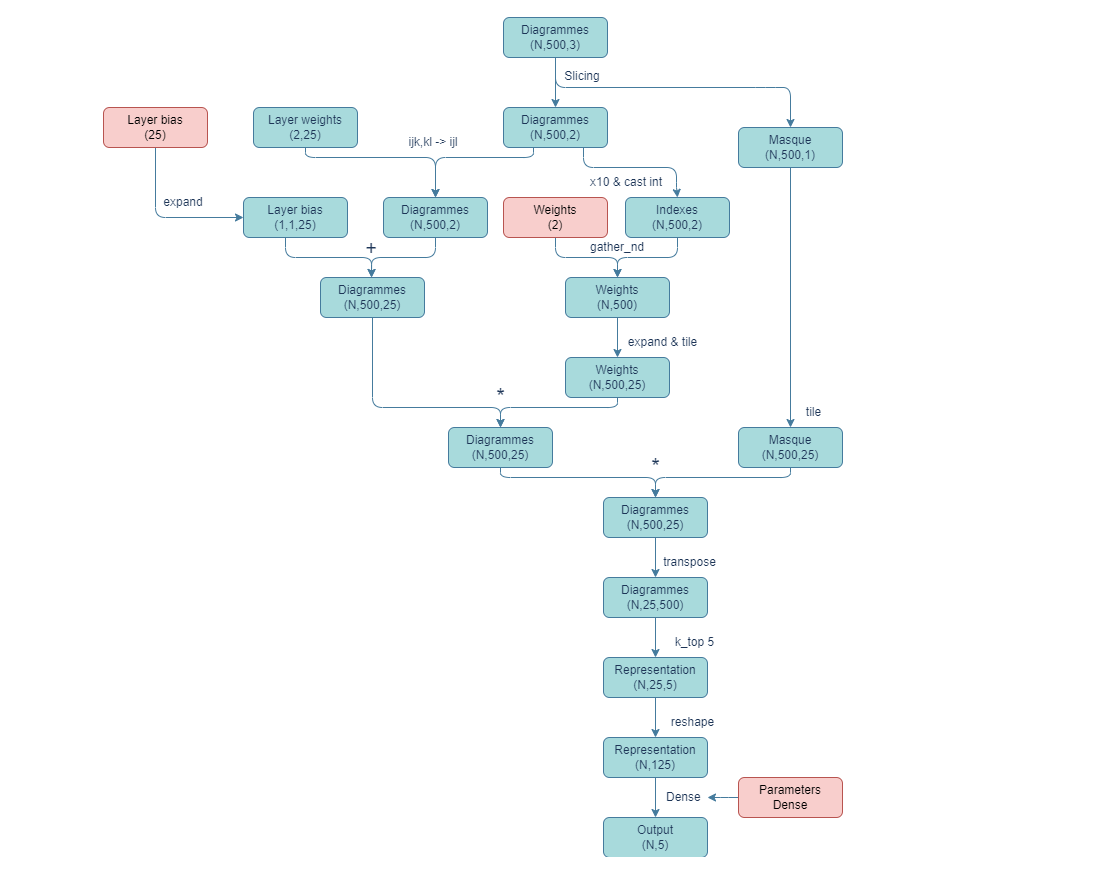 Diagrammes
(N,500,3)
Slicing
Layer bias
(25)
Layer weights
(2,25)
Diagrammes
(N,500,2)
Masque
(N,500,1)
ijk,kl -> ijl
x10 & cast int
expand
Layer bias
(1,1,25)
Diagrammes
(N,500,2)
Weights
(2)
Indexes
(N,500,2)
+
gather_nd
Diagrammes
(N,500,25)
Weights
(N,500)
expand & tile
Weights
(N,500,25)
*
tile
Diagrammes
(N,500,25)
Masque
(N,500,25)
*
Diagrammes
(N,500,25)
transpose
Diagrammes
(N,25,500)
k_top 5
Representation
(N,25,5)
reshape
Representation
(N,125)
Dense
Parameters
Dense
Output
(N,5)